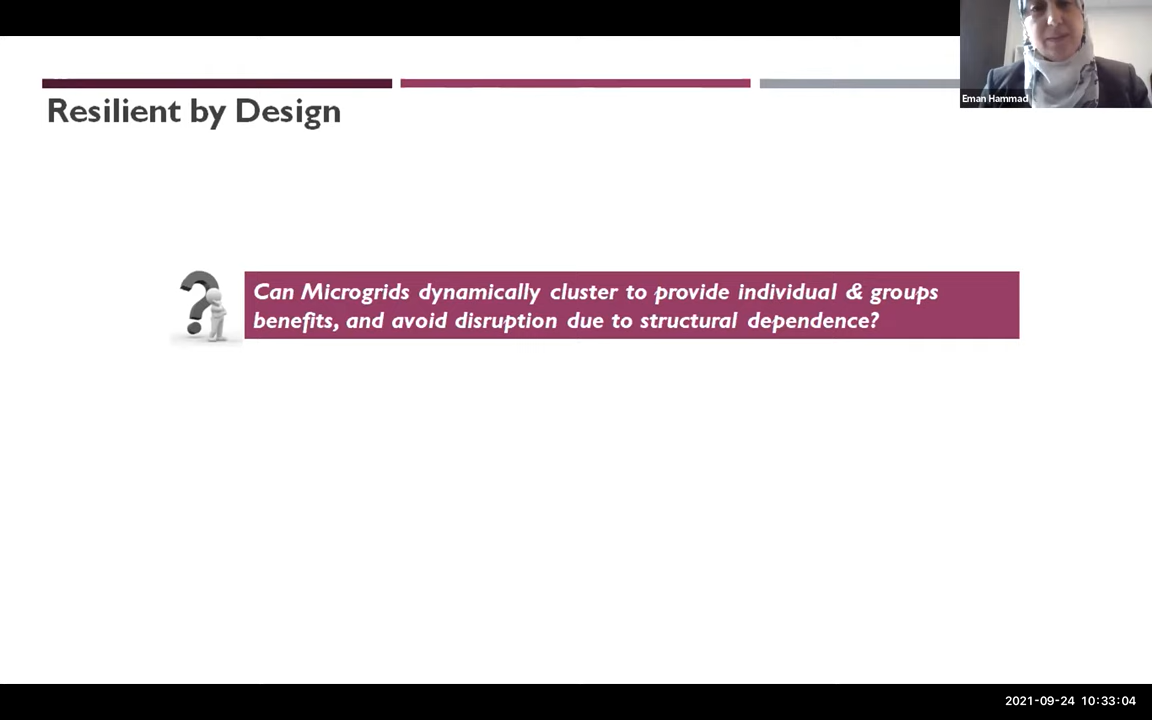 Eman Hammad
Resilient by Design
Can Microgrids dynamically cluster to provide individual & groups
benefits, and avoid disruption due to structural dependence?
2021-09-24 10:33:04